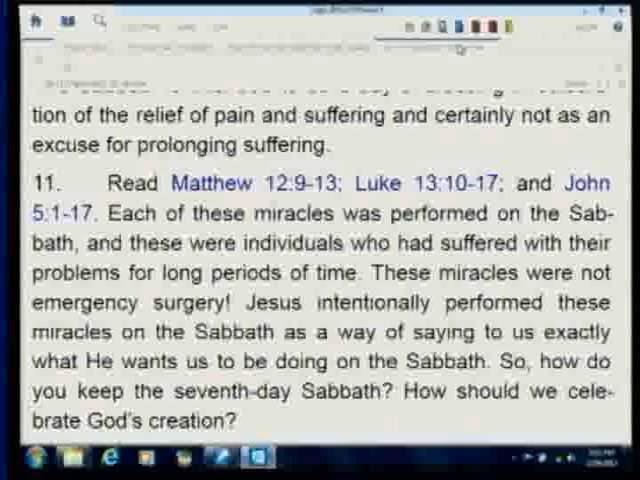 tion of the relief of pain and suffering and certainly not as an
excuse for prolonging suffering.
11. Read Matthew 12:9-13; Luke 13:10-17; and John
5:1-17. Each of these miracles was performed on the Sab-
bath, and these were individuals who had suffered with their
problems for long periods of time. These miracles were not
emergency surgery! Jesus intentionally performed these
miracles on the Sabbath as a way of saying to us exactly
what He wants us to be doing on the Sabbath. So, how do
you keep the seventh-day Sabbath? How should we cele-
brate God's creation?